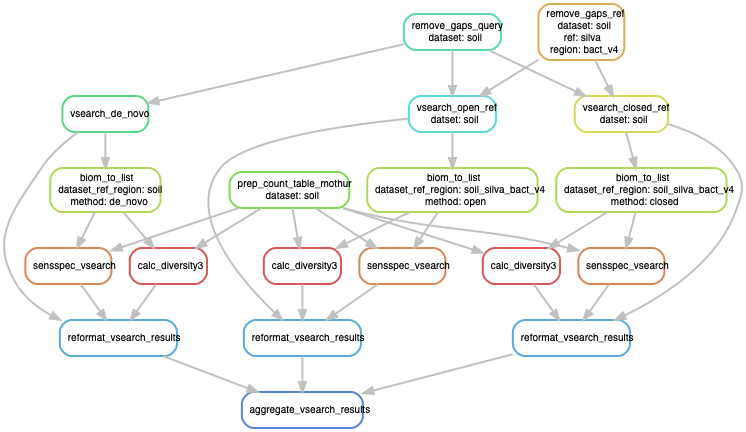 remove_gaps_query
dataset: soil
remove_gaps_ref
dataset: soil
ref: silva
region: bact_v4
vsearch_de_novo
vsearch_open_ref
datset: soil
vsearch_closed_ref
datset: soil
biom_to_list
dataset_ref_region: soil
method: de_novo
prep_count_table_mothur
dataset: soil
biom_to_list
dataset_ref_region: soil_silva_bact_v4
method: open
biom_to_list
dataset_ref_region: soil_silva_bact_v4
method: closed
sensspec_vsearch
calc_diversity3
calc_diversity3
sensspec_vsearch
calc_diversity3
sensspec_vsearch
reformat_vsearch_results
reformat_vsearch_results
reformat_vsearch_results
aggregate_vsearch_results